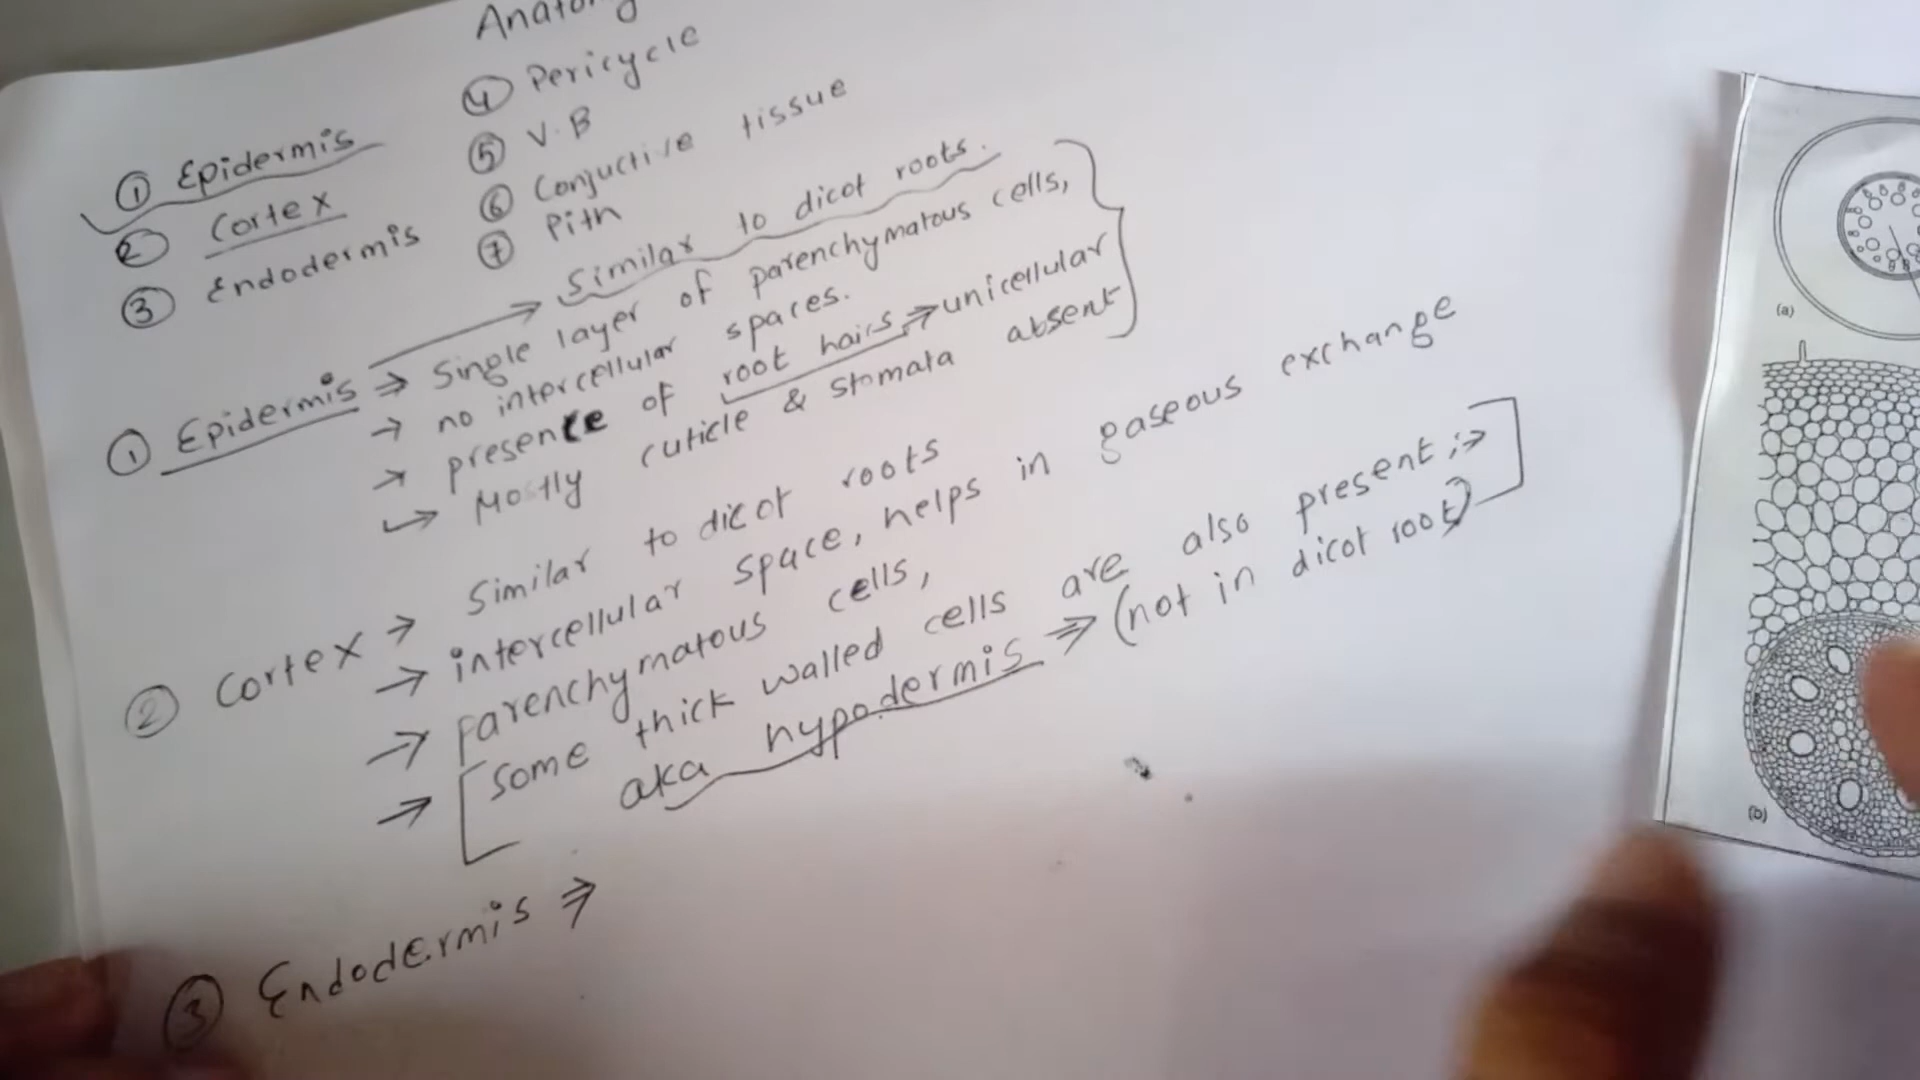 Anatomy
① Epidermis
② Cortex
③ Endodermis
④ Pericycle
⑤ V.B
⑥ Conjuctive tissue
⑦ Pith
① Epidermis ⇒ Single layer of parenchymatous cells,
→ Similar to dicot roots.
→ no intercellular spaces.
→ presence of root hairs → unicellular
↳ Mostly cuticle & stomata absent
② Cortex → Similar to dicot roots
→ intercellular space, helps in gaseous exchange
→ parenchymatous cells,
→ [some thick walled cells are also present ;→
aka hypodermis ⇒ (not in dicot root)]
③ Endodermis ⇒
(a)
(b)